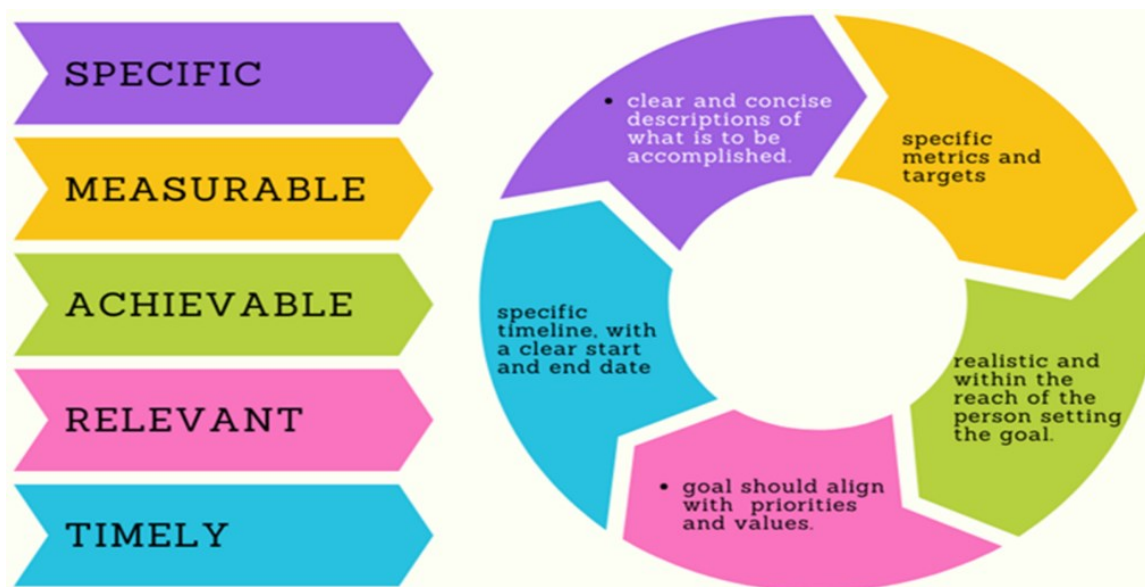 SPECIFIC
MEASURABLE
ACHIEVABLE
RELEVANT
TIMELY
• clear and concise
descriptions of
what is to be
accomplished.
specific
metrics and
targets
realistic and
within the
reach of the
person setting
the goal.
• goal should align
with priorities
and values.
specific
timeline, with
a clear start
and end date